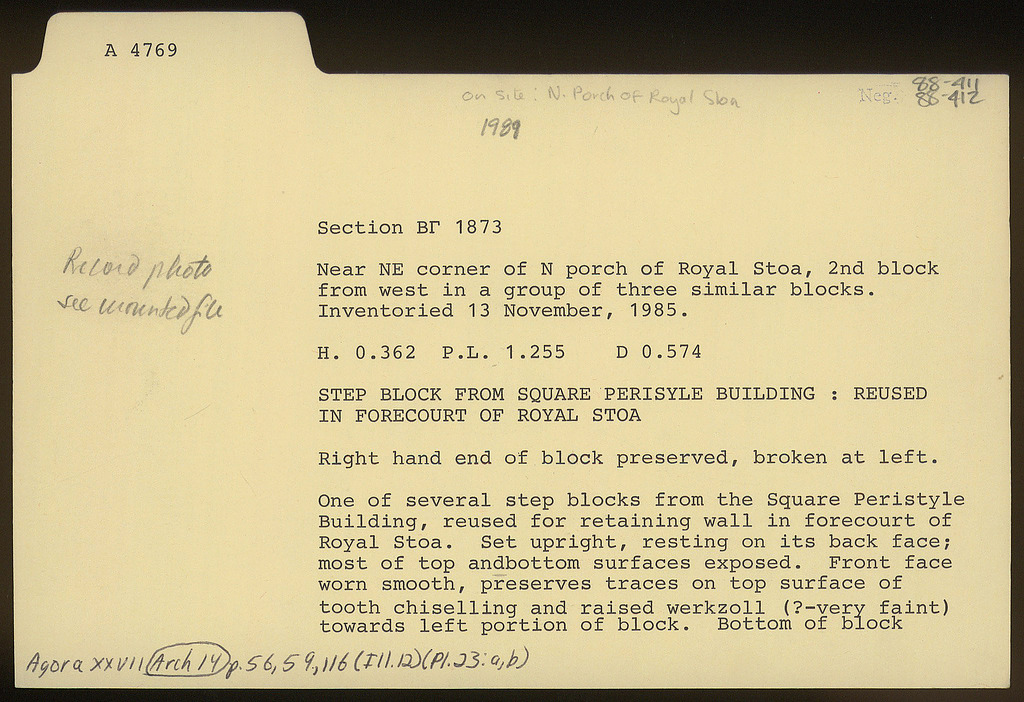 A 4769
on site: N. Porch of Royal Stoa
1989
Neg. 88-411
88-412
Section ΒΓ 1873
Record photo
see mounted file
Near NE corner of N porch of Royal Stoa, 2nd block
from west in a group of three similar blocks.
Inventoried 13 November, 1985.
H. 0.362 P.L. 1.255 D 0.574
STEP BLOCK FROM SQUARE PERISYLE BUILDING : REUSED
IN FORECOURT OF ROYAL STOA
Right hand end of block preserved, broken at left.
One of several step blocks from the Square Peristyle
Building, reused for retaining wall in forecourt of
Royal Stoa. Set upright, resting on its back face;
most of top andbottom surfaces exposed. Front face
worn smooth, preserves traces on top surface of
tooth chiselling and raised werkzoll (?-very faint)
towards left portion of block. Bottom of block
Agora XXVII Arch 14 p. 56, 59, 116 (Ill. 12) (Pl. 23: a, b)